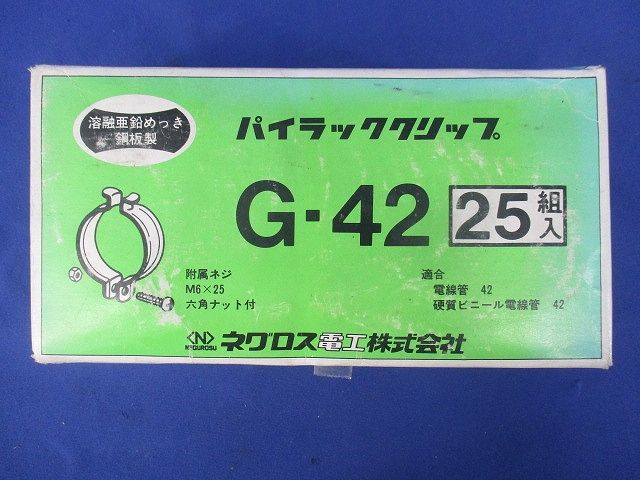 溶融亜鉛めっき
鋼板製
パイラッククリップ
G・42
25組入
附属ネジ
M6×25
六角ナット付
適合
電線管 42
硬質ビニール電線管 42
N
NEGUROSU
ネグロス電工株式会社